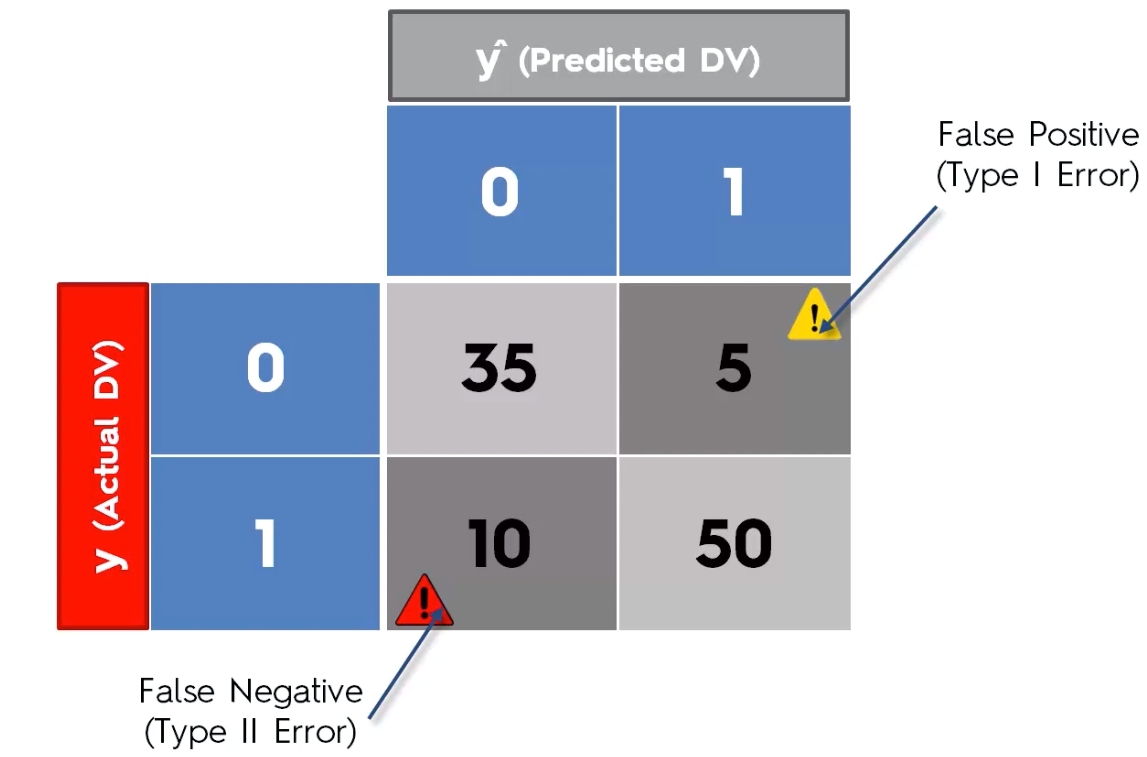 ŷ (Predicted DV)
0 1
False Positive
(Type I Error)
y (Actual DV)
0 35 5
!
1 10 50
!
False Negative
(Type II Error)